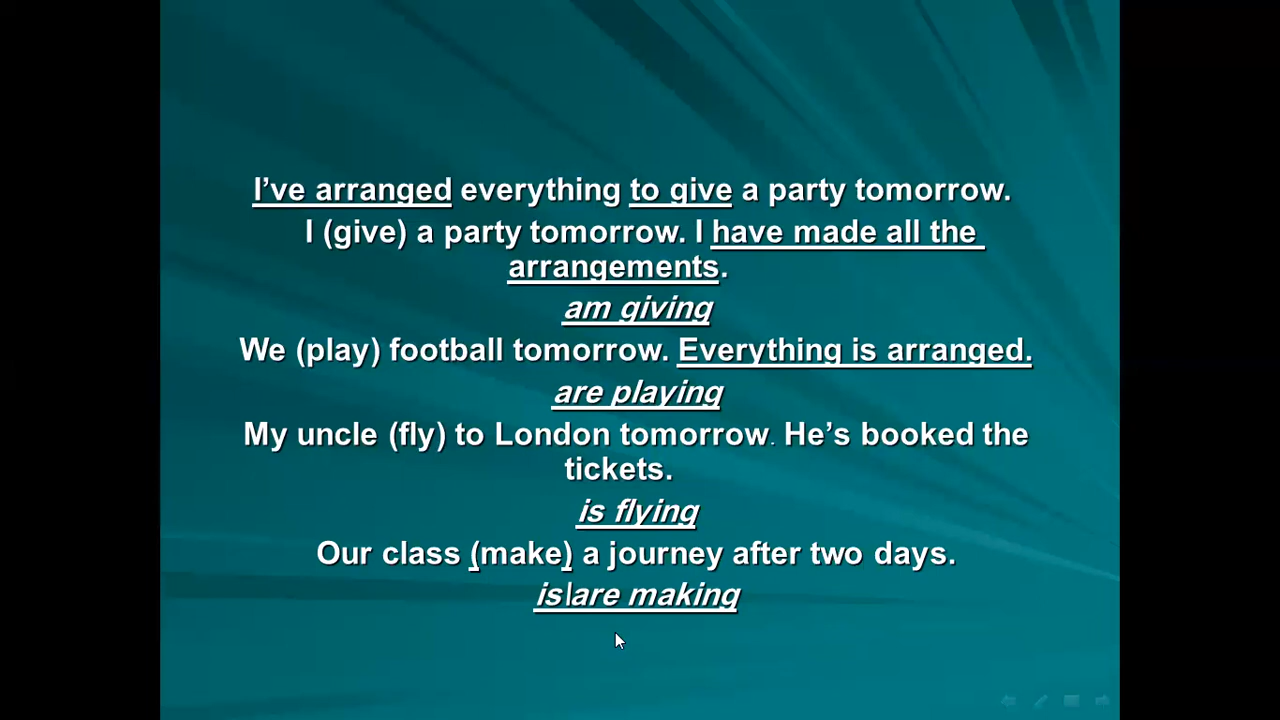 I’ve arranged everything to give a party tomorrow.
I (give) a party tomorrow. I have made all the
arrangements.
am giving
We (play) football tomorrow. Everything is arranged.
are playing
My uncle (fly) to London tomorrow. He’s booked the
tickets.
is flying
Our class (make) a journey after two days.
is\are making